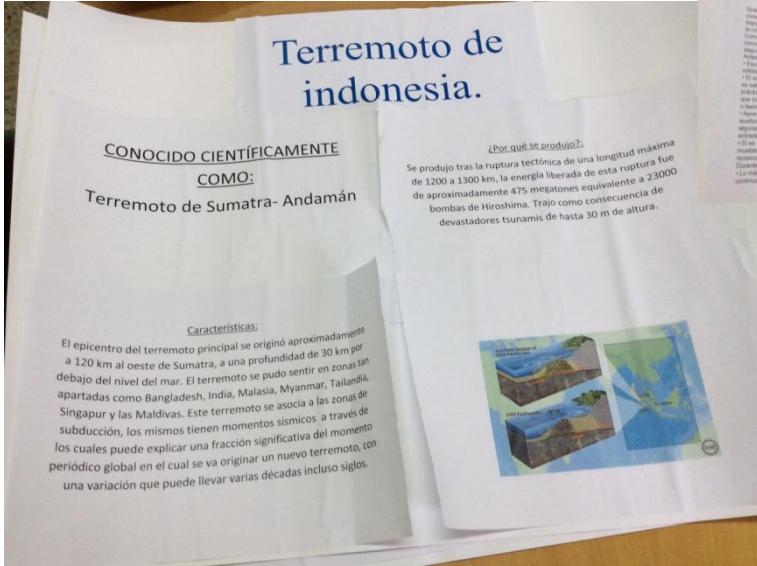 Terremoto de
indonesia.
CONOCIDO CIENTÍFICAMENTE
COMO:
Terremoto de Sumatra- Andamán
¿Por qué se produjo?:
Se produjo tras la ruptura tectónica de una longitud máxima
de 1200 a 1300 km, la energía liberada de esta ruptura fue
de aproximadamente 475 megatones equivalente a 23000
bombas de Hiroshima. Trajo como consecuencia de
devastadores tsunamis de hasta 30 m de altura.
Características:
El epicentro del terremoto principal se originó aproximadamente
a 120 km al oeste de Sumatra, a una profundidad de 30 km por
debajo del nivel del mar. El terremoto se pudo sentir en zonas tan
apartadas como Bangladesh, India, Malasia, Myanmar, Tailandia,
Singapur y las Maldivas. Este terremoto se asocia a las zonas de
subducción, los mismos tienen momentos sísmicos a través de
los cuales puede explicar una fracción significativa del momento
periódico global en el cual se va originar un nuevo terremoto, con
una variación que puede llevar varias décadas incluso siglos.